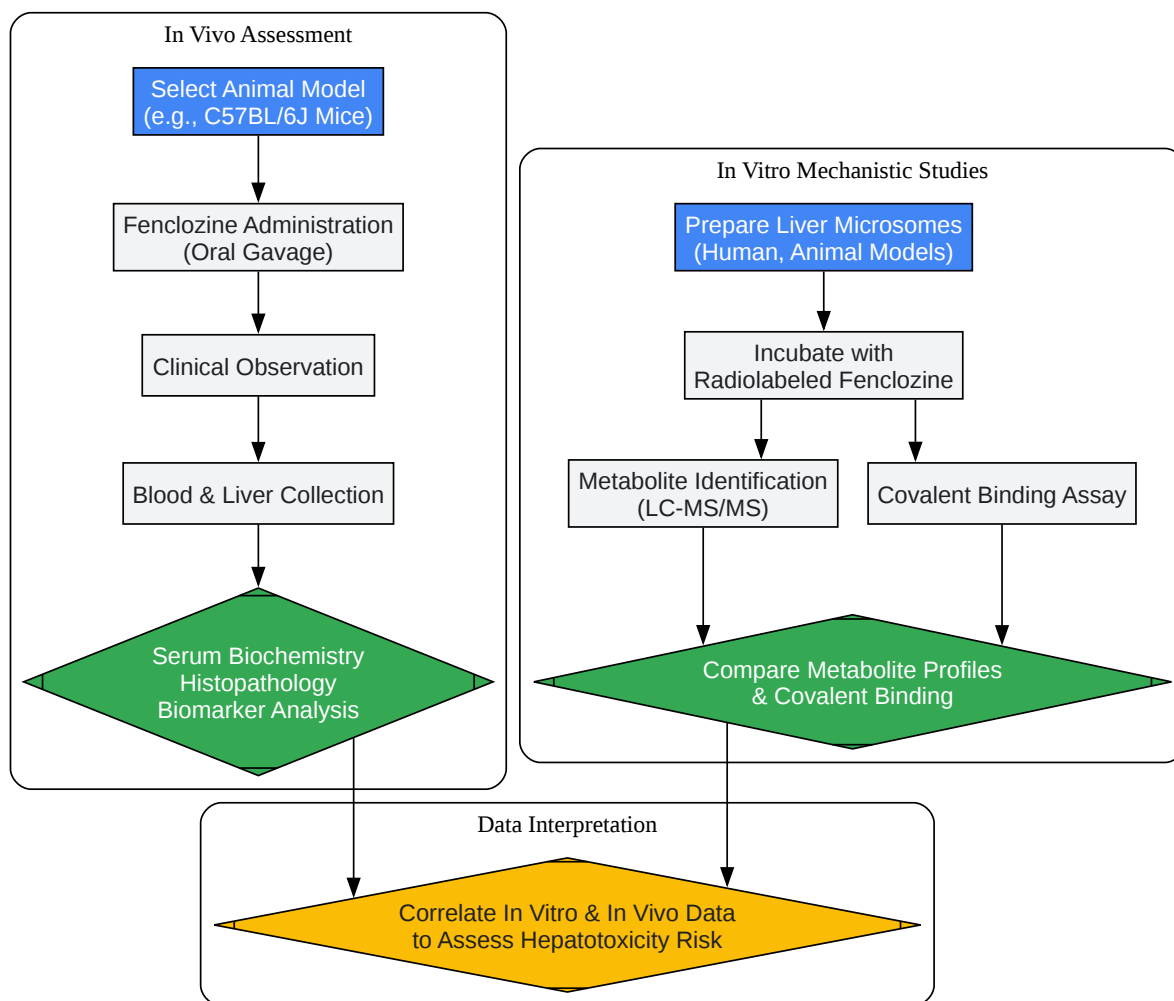 In Vivo Assessment
Select Animal Model
(e.g., C57BL/6J Mice)
Fenclozine Administration
(Oral Gavage)
Clinical Observation
Blood & Liver Collection
Serum Biochemistry
Histopathology
Biomarker Analysis
In Vitro Mechanistic Studies
Prepare Liver Microsomes
(Human, Animal Models)
Incubate with
Radiolabeled Fenclozine
Metabolite Identification
(LC-MS/MS)
Covalent Binding Assay
Compare Metabolite Profiles
& Covalent Binding
Data Interpretation
Correlate In Vitro & In Vivo Data
to Assess Hepatotoxicity Risk